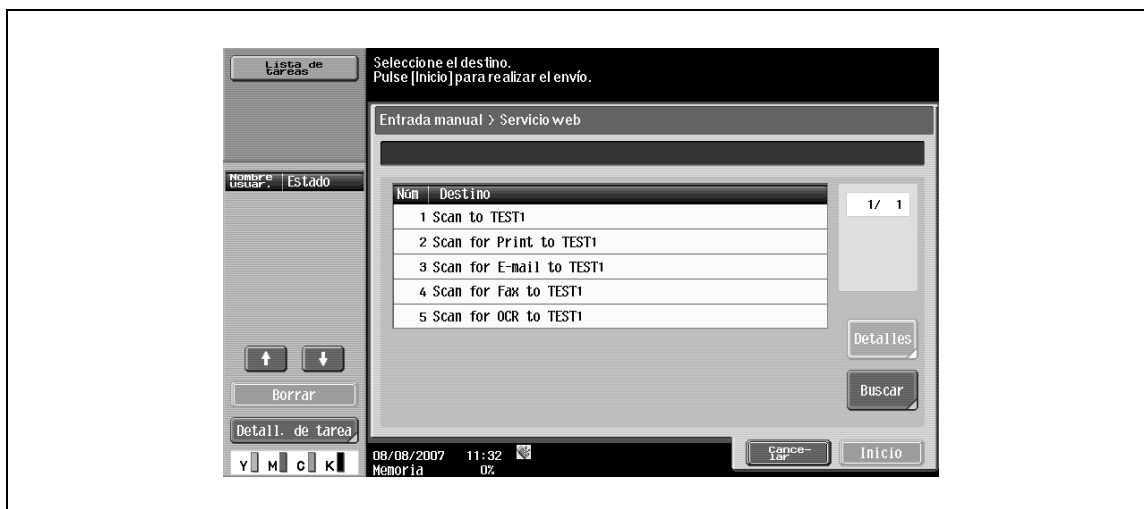 Lista de
tareas
Seleccione el destino.
Pulse [Inicio] para realizar el envío.
Entrada manual > Servicio web
Nombre
usuar.
Estado
Núm Destino
1/ 1
1 Scan to TEST1
2 Scan for Print to TEST1
3 Scan for E-mail to TEST1
4 Scan for Fax to TEST1
5 Scan for OCR to TEST1
Detalles
Borrar
Buscar
Detall. de tarea
Y M C K
08/08/2007 11:32
Memoria 0%
Cance-
lar
Inicio